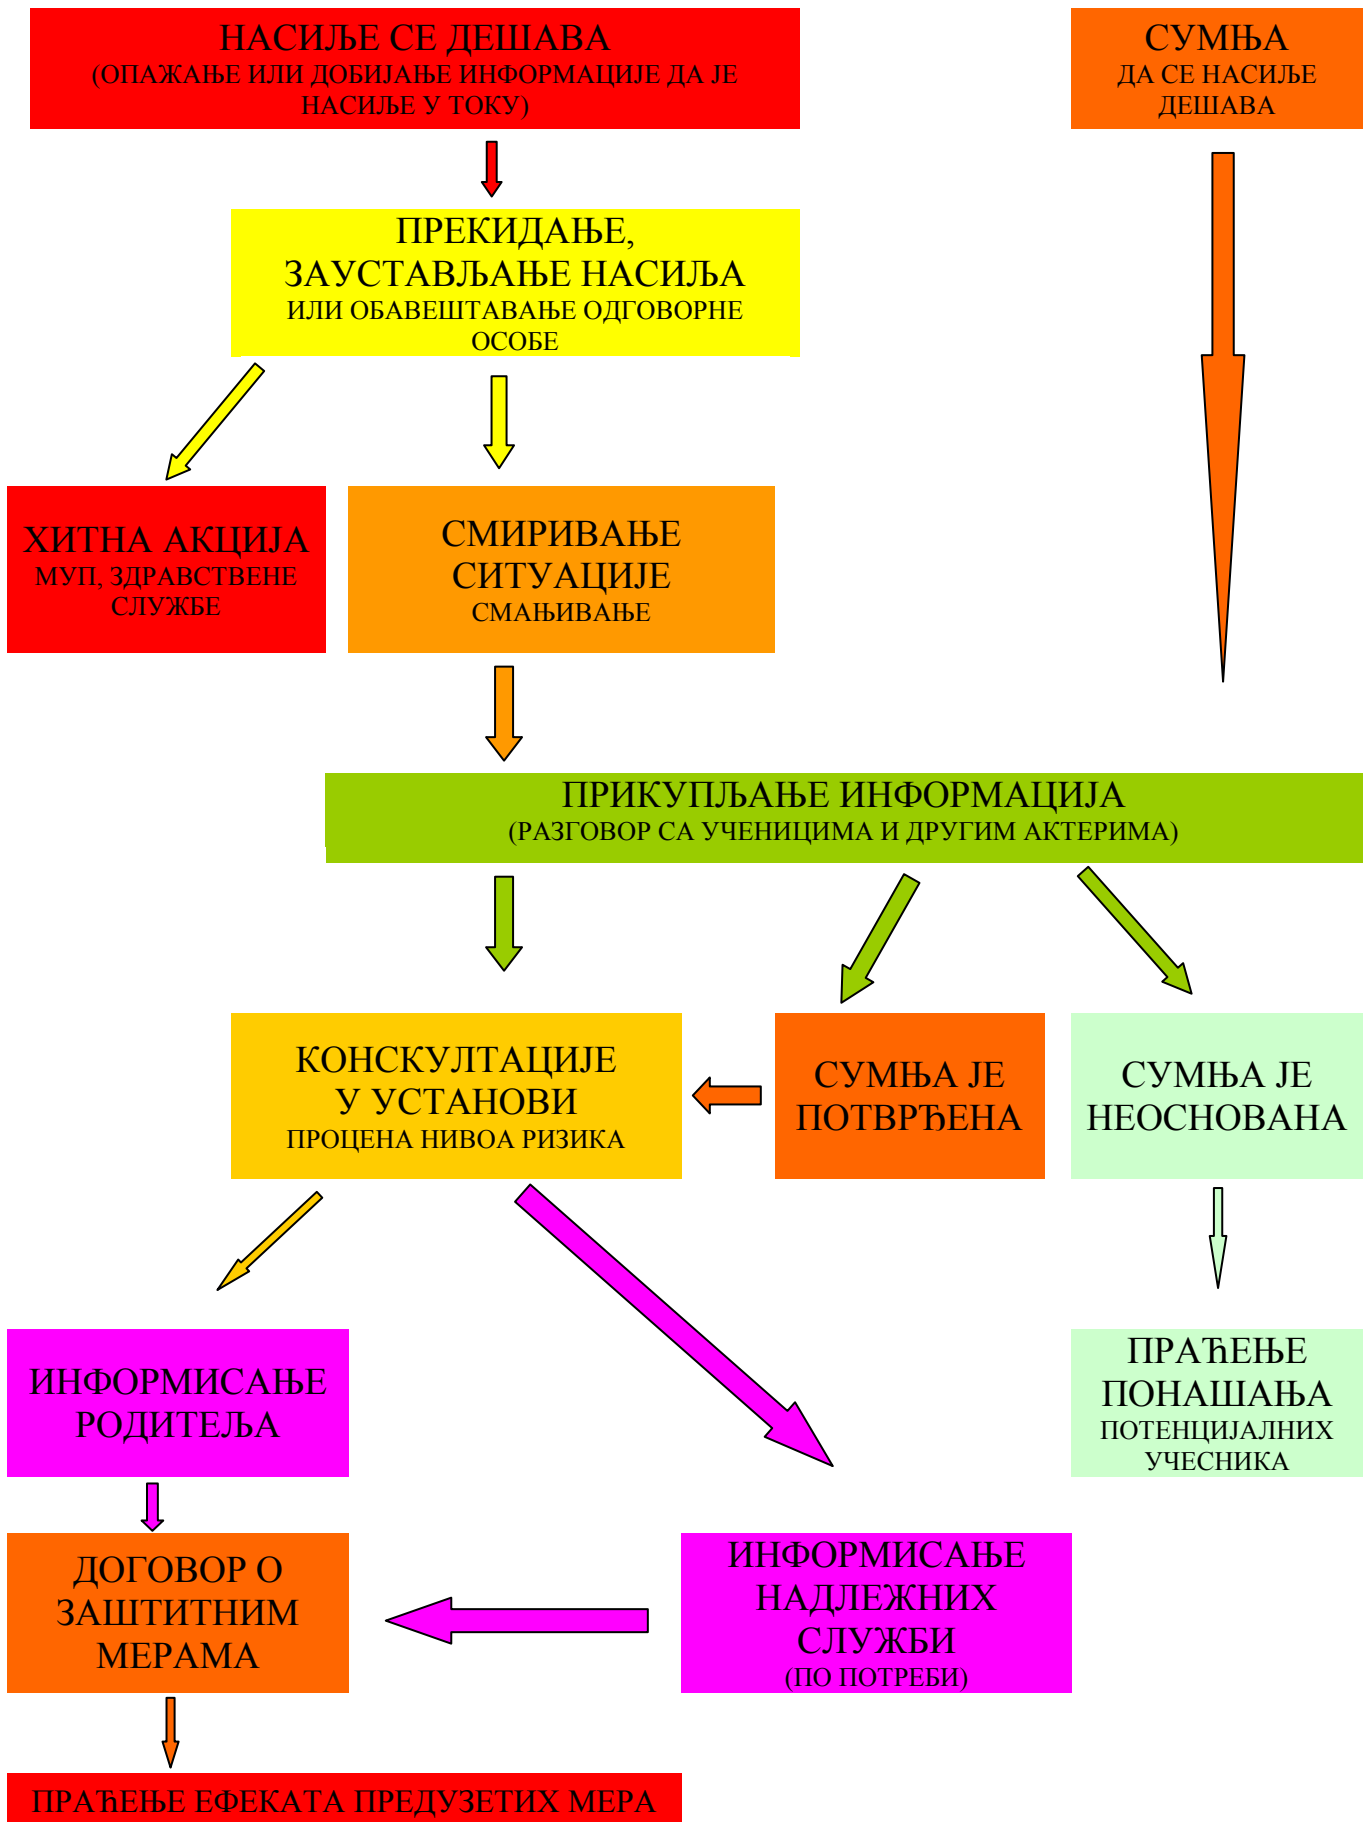 НАСИЉЕ СЕ ДЕШАВА
(ОПАЖАЊЕ ИЛИ ДОБИЈАЊЕ ИНФОРМАЦИЈЕ ДА ЈЕ
НАСИЉЕ У ТОКУ)
СУМЊА
ДА СЕ НАСИЉЕ
ДЕШАВА
ПРЕКИДАЊЕ,
ЗАУСТАВЉАЊЕ НАСИЉА
ИЛИ ОБАВЕШТАВАЊЕ ОДГОВОРНЕ
ОСОБЕ
ХИТНА АКЦИЈА
МУП, ЗДРАВСТВЕНЕ
СЛУЖБЕ
СМИРИВАЊЕ
СИТУАЦИЈЕ
СМАЊИВАЊЕ
ПРИКУПЉАЊЕ ИНФОРМАЦИЈА
(РАЗГОВОР СА УЧЕНИЦИМА И ДРУГИМ АКТЕРИМА)
КОНСКУЛТАЦИЈЕ
У УСТАНОВИ
ПРОЦЕНА НИВОА РИЗИКА
СУМЊА ЈЕ
ПОТВРЂЕНА
СУМЊА ЈЕ
НЕОСНОВАНА
ИНФОРМИСАЊЕ
РОДИТЕЉА
ПРАЋЕЊЕ
ПОНАШАЊА
ПОТЕНЦИЈАЛНИХ
УЧЕСНИКА
ДОГОВОР О
ЗАШТИТНИМ
МЕРАМА
ИНФОРМИСАЊЕ
НАДЛЕЖНИХ
СЛУЖБИ
(ПО ПОТРЕБИ)
ПРАЋЕЊЕ ЕФЕКАТА ПРЕДУЗЕТИХ МЕРА